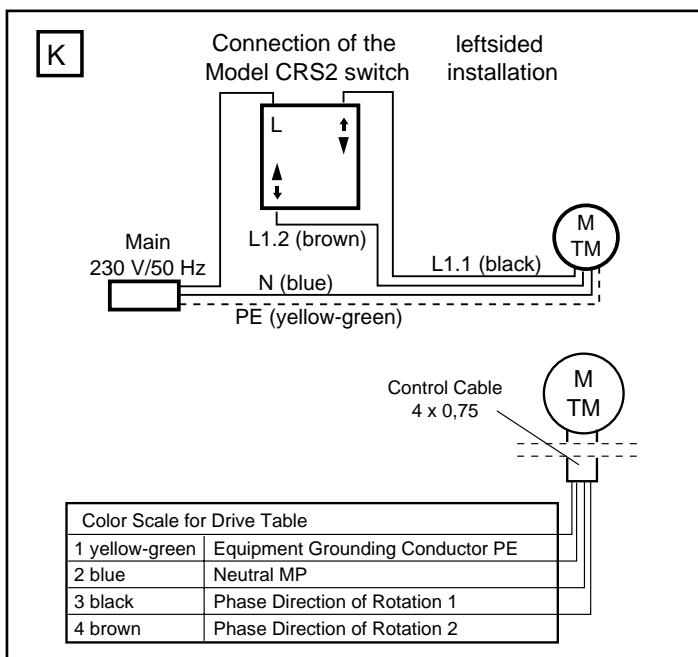 K
Connection of the
Model CRS2 switch
leftsided
installation
L
L1.2 (brown)
Main
230 V/50 Hz
N (blue)
L1.1 (black)
M
TM
PE (yellow-green)
Control Cable
4 x 0,75
M
TM
Color Scale for Drive Table
1 yellow-green Equipment Grounding Conductor PE
2 blue Neutral MP
3 black Phase Direction of Rotation 1
4 brown Phase Direction of Rotation 2